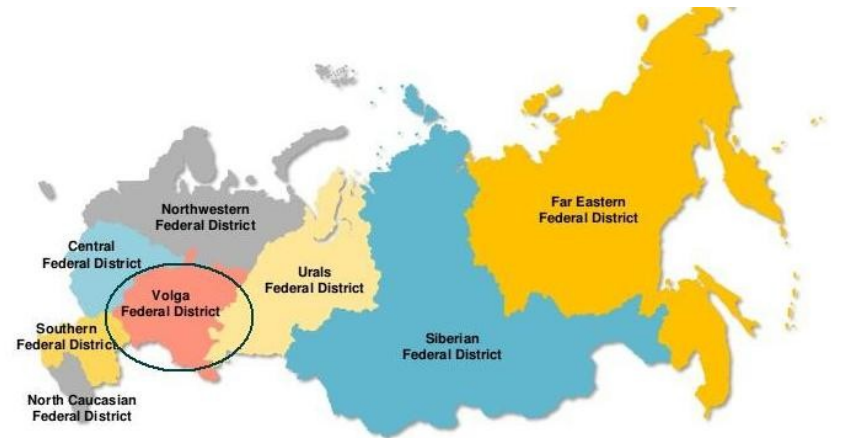 Northwestern
Federal District
Far Eastern
Federal District
Central
Federal District
Urals
Federal District
Volga
Federal District
Southern
Federal District
Siberian
Federal District
North Caucasian
Federal District